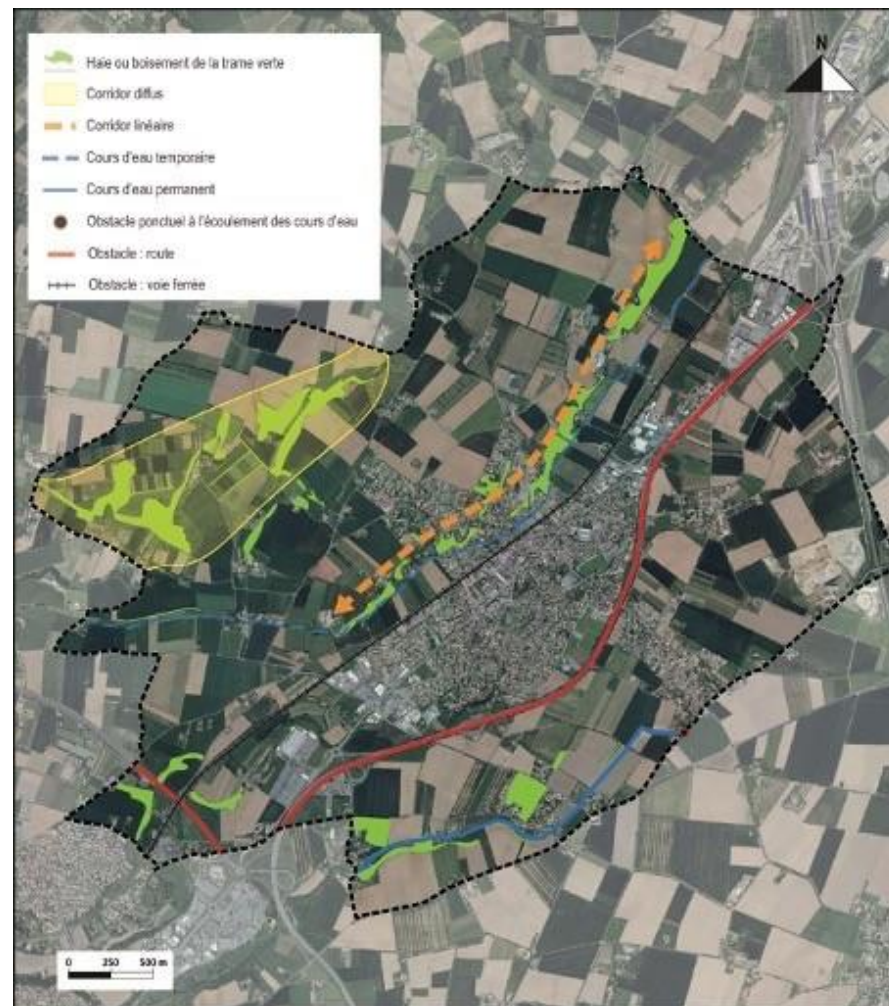 Haie ou boisement de la trame verte
Corridor diffus
Corridor linéaire
Cours d'eau temporaire
Cours d'eau permanent
Obstacle ponctuel à l'écoulement des cours d'eau
Obstacle : route
Obstacle : voie ferrée
N
0 250 500 m